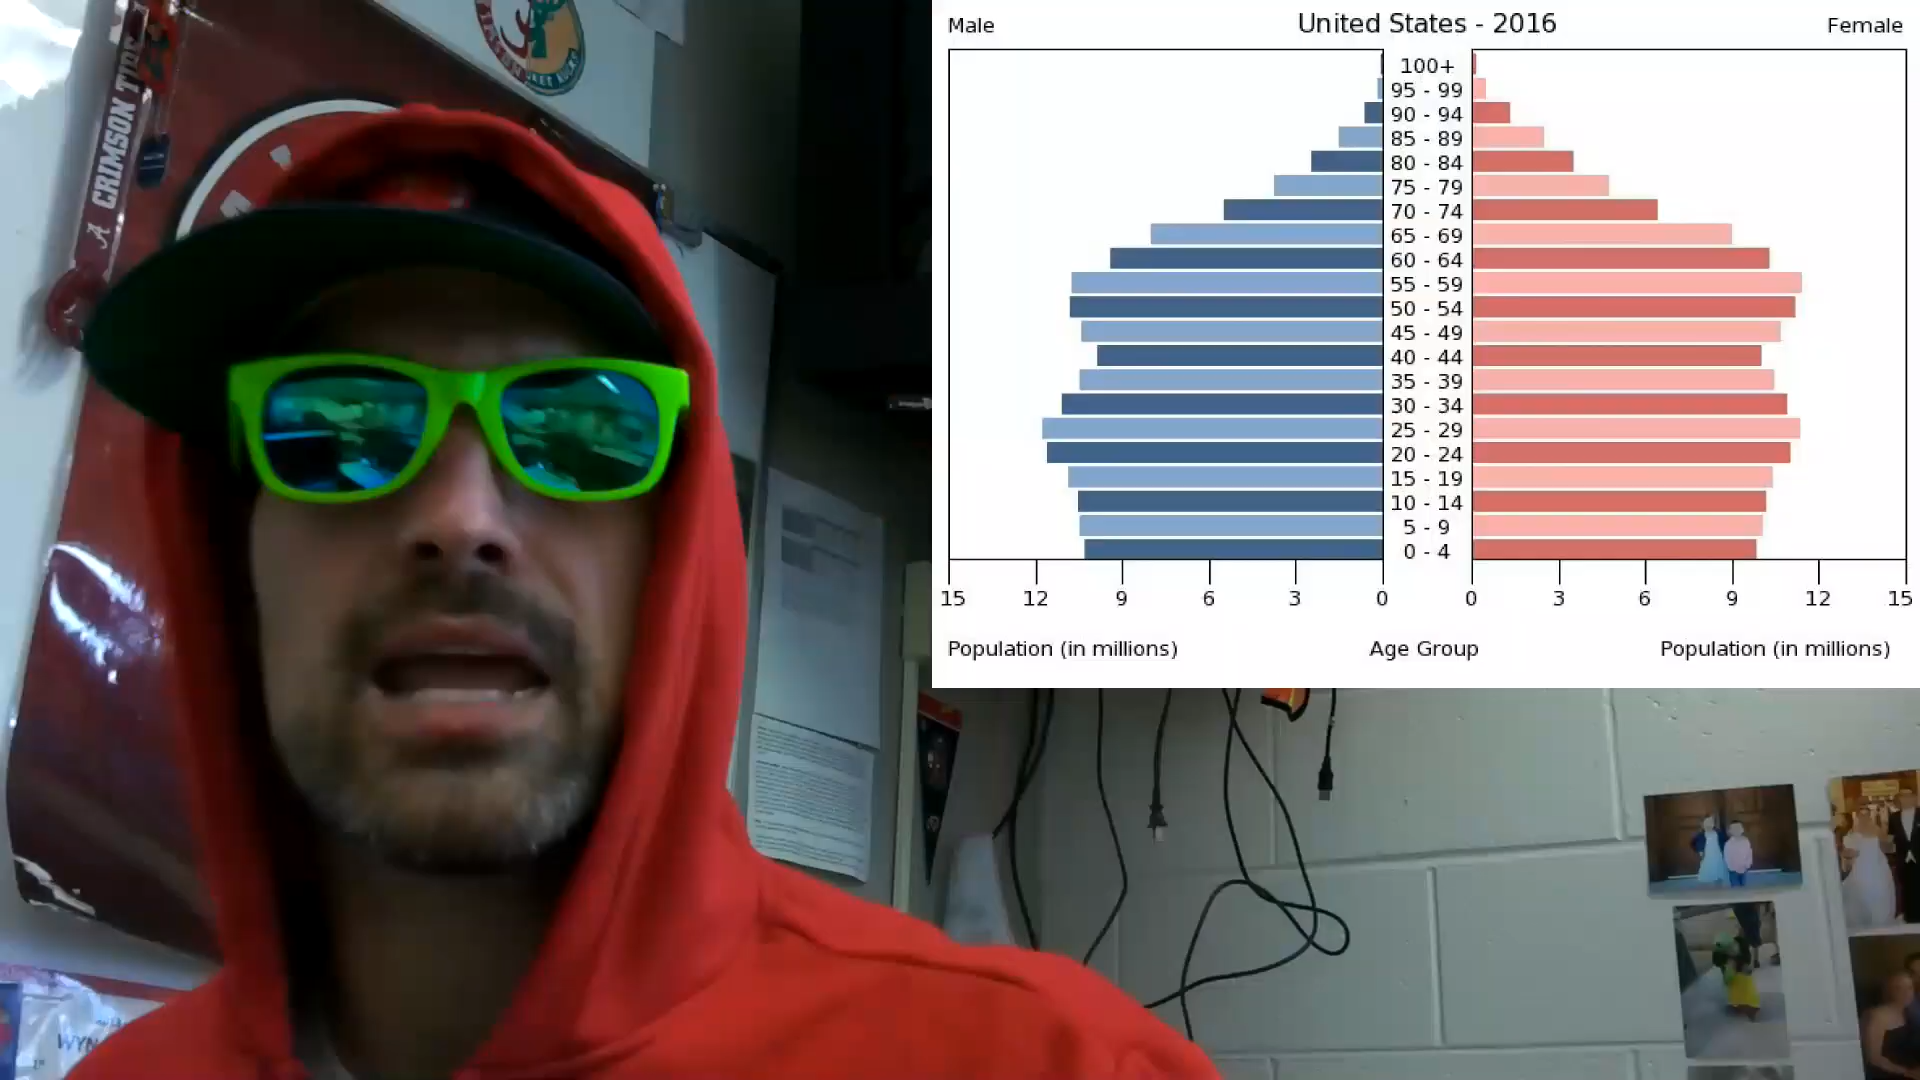 A CRIMSON TIDE
Male
United States - 2016
Female
100+
95 - 99
90 - 94
85 - 89
80 - 84
75 - 79
70 - 74
65 - 69
60 - 64
55 - 59
50 - 54
45 - 49
40 - 44
35 - 39
30 - 34
25 - 29
20 - 24
15 - 19
10 - 14
5 - 9
0 - 4
15 12 9 6 3 0 0 3 6 9 12 15
Population (in millions)
Age Group
Population (in millions)
WYN